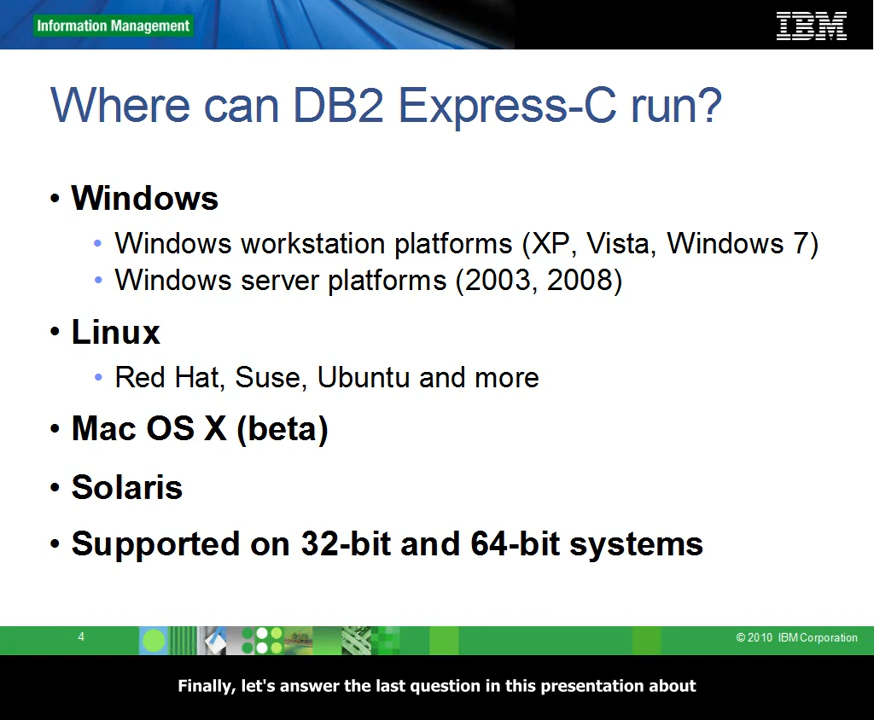 Information Management
IBM
Where can DB2 Express-C run?
• Windows
• Windows workstation platforms (XP, Vista, Windows 7)
• Windows server platforms (2003, 2008)
• Linux
• Red Hat, Suse, Ubuntu and more
• Mac OS X (beta)
• Solaris
• Supported on 32-bit and 64-bit systems
4
© 2010 IBM Corporation
Finally, let's answer the last question in this presentation about